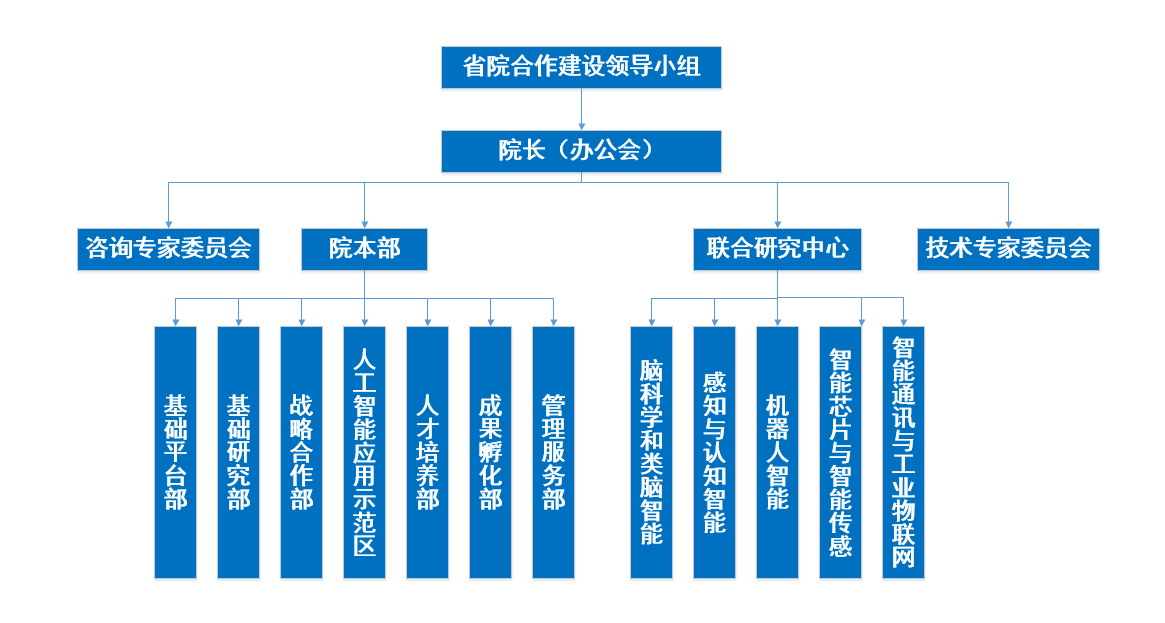 省院合作建设领导小组
院长（办公会）
咨询专家委员会
院本部
联合研究中心
技术专家委员会
基础平台部
基础研究部
战略合作部
人工智能应用示范区
人才培养部
成果孵化部
管理服务部
脑科学和类脑智能
感知与认知智能
机器人智能
智能芯片与智能传感
智能通讯与工业物联网